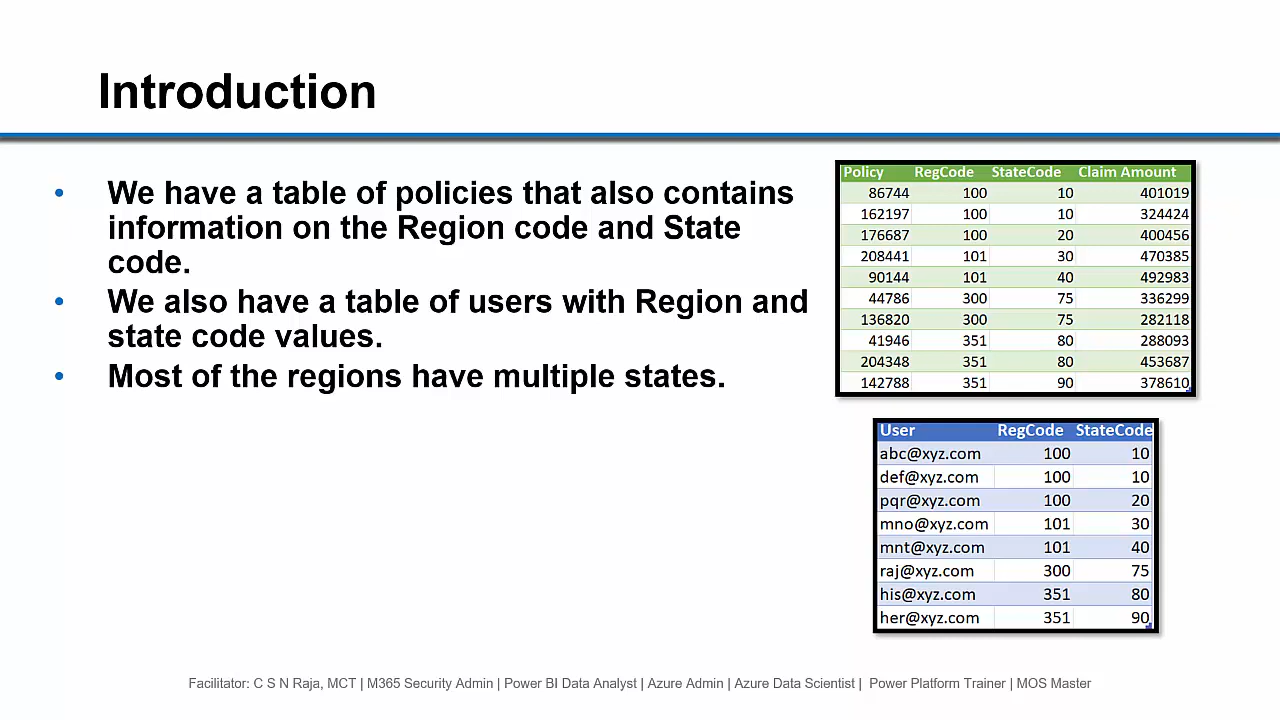 Introduction
• We have a table of policies that also contains
information on the Region code and State
code.
• We also have a table of users with Region and
state code values.
• Most of the regions have multiple states.
Policy RegCode StateCode Claim Amount
86744 100 10 401019
162197 100 10 324424
176687 100 20 400456
208441 101 30 470385
90144 101 40 492983
44786 300 75 336299
136820 300 75 282118
41946 351 80 288093
204348 351 80 453687
142788 351 90 378610
User RegCode StateCode
abc@xyz.com 100 10
def@xyz.com 100 10
pqr@xyz.com 100 20
mno@xyz.com 101 30
mnt@xyz.com 101 40
raj@xyz.com 300 75
his@xyz.com 351 80
her@xyz.com 351 90
Facilitator: C S N Raja, MCT | M365 Security Admin | Power BI Data Analyst | Azure Admin | Azure Data Scientist | Power Platform Trainer | MOS Master